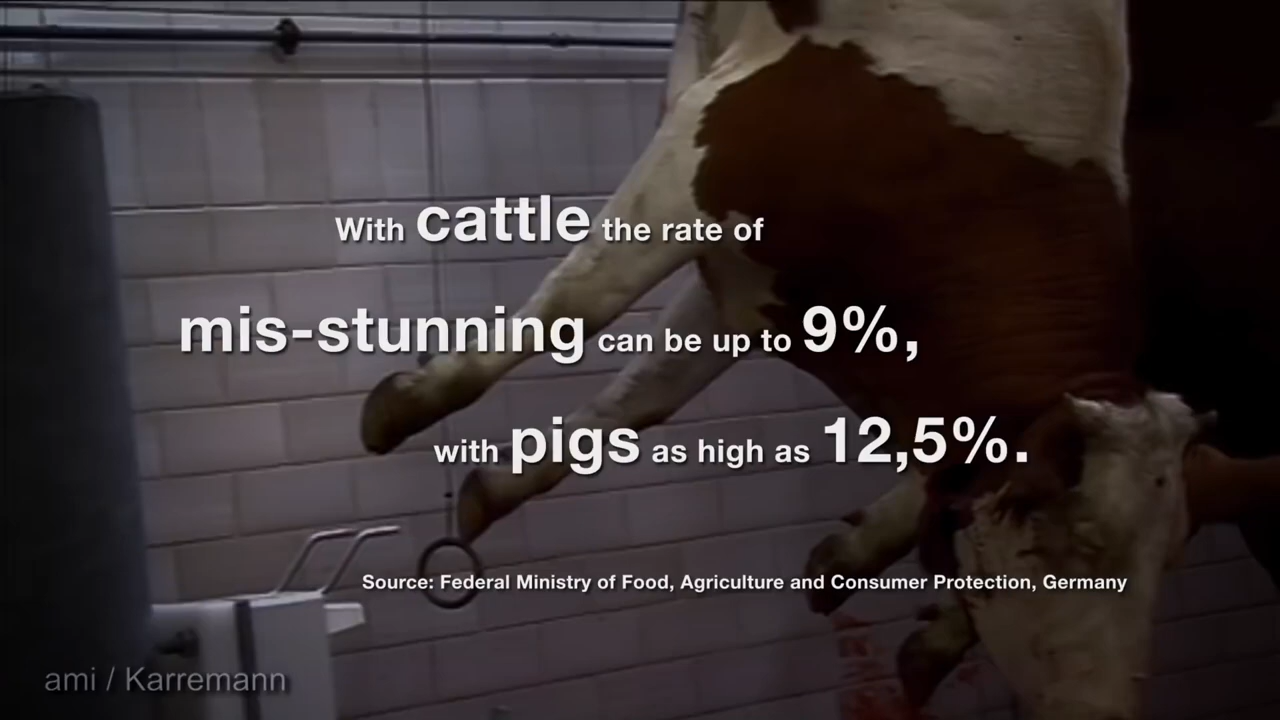 With cattle the rate of
mis-stunning can be up to 9%,
with pigs as high as 12,5%.
Source: Federal Ministry of Food, Agriculture and Consumer Protection, Germany
ami / Karremann